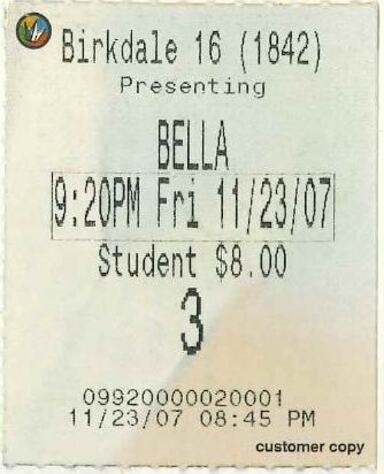 Birkdale 16 (1842)
Presenting
BELLA
9:20PM Fri 11/23/07
Student $8.00
3
09920000020001
11/23/07 08:45 PM
customer copy